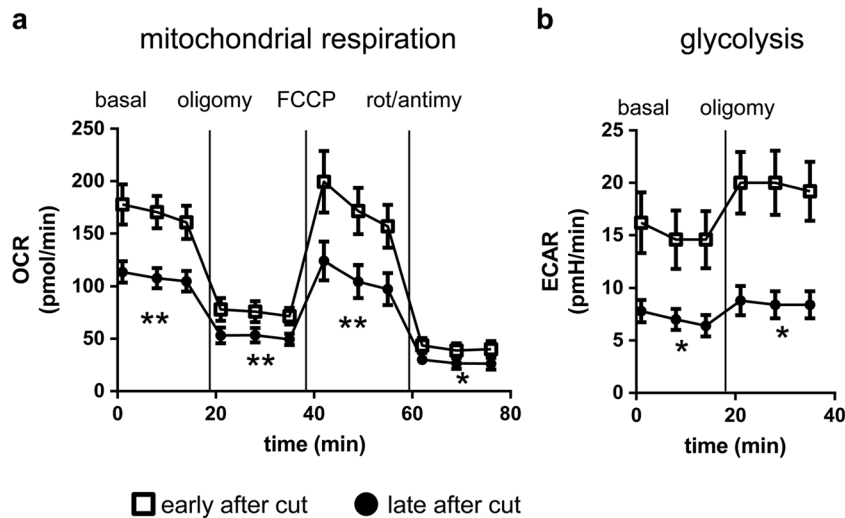 a
mitochondrial respiration
basal oligomy FCCP rot/antimy
250
200
150
100
50
0
OCR
(pmol/min)
** ** ** *
0 20 40 60 80
time (min)
b
glycolysis
basal oligomy
25
20
15
10
5
0
ECAR
(pmH/min)
* *
0 20 40
time (min)
early after cut late after cut